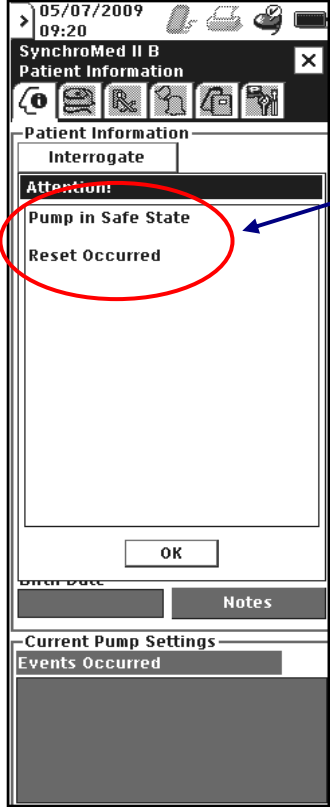 05/07/2009
09:20
SynchroMed II B
Patient Information
Patient Information
Interrogate
Attention!
Pump in Safe State
Reset Occurred
OK
Birth Date
Notes
Current Pump Settings
Events Occurred